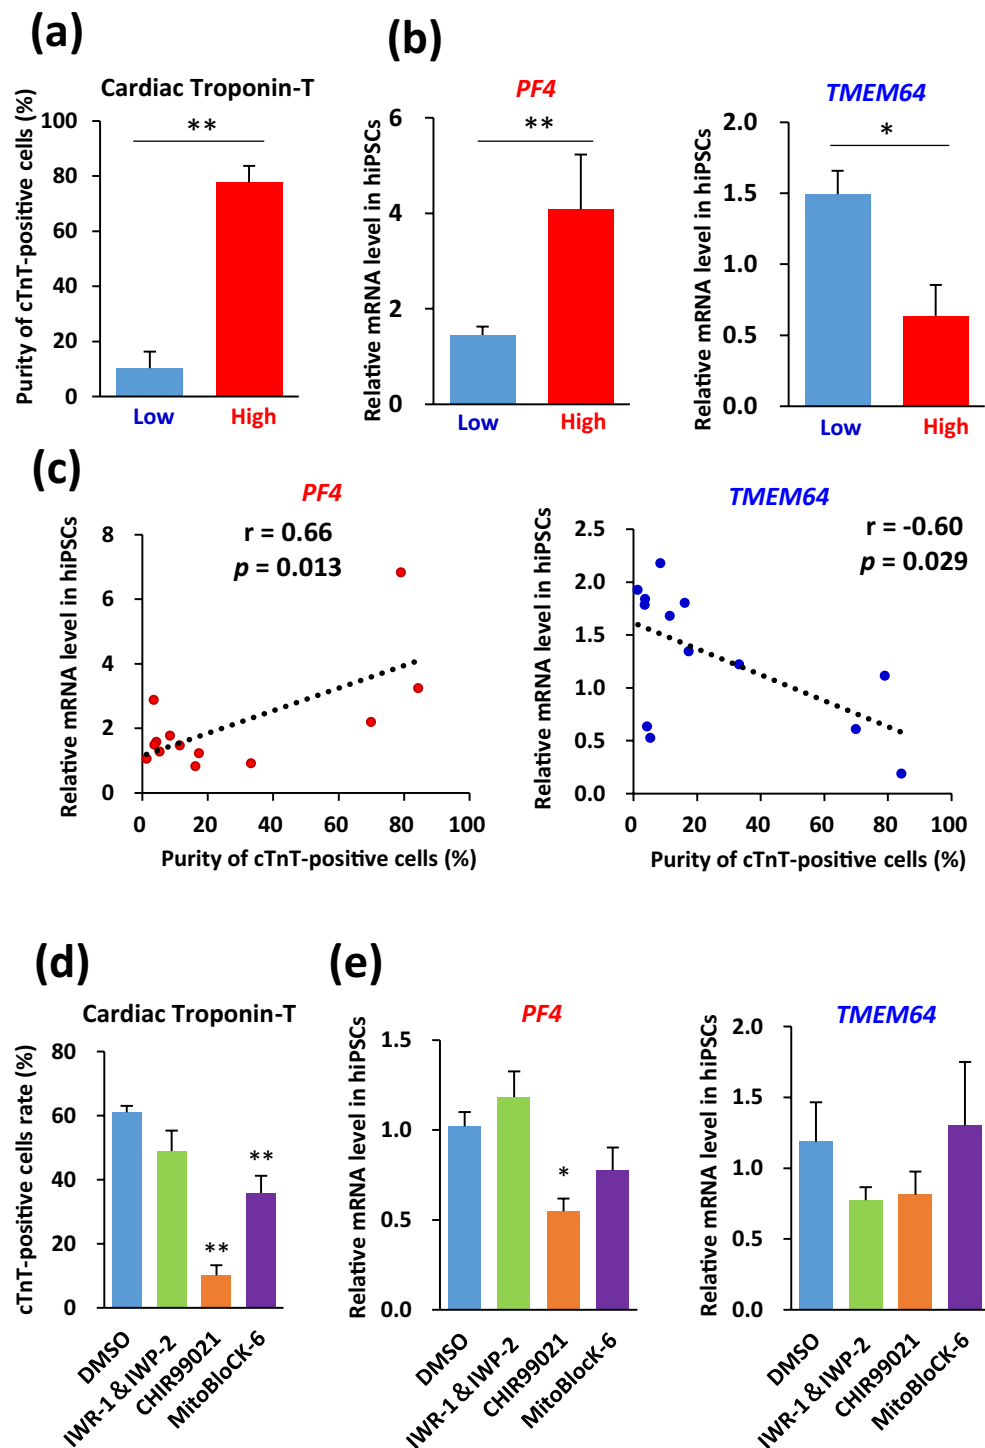 (a)
Cardiac Troponin-T
Purity of cTnT-positive cells (%)
100
80
60
40
20
0
**
Low
High
(b)
PF4
Relative mRNA level in hiPSCs
6
4
2
0
**
Low
High
TMEM64
Relative mRNA level in hiPSCs
2.0
1.5
1.0
0.5
0.0
*
Low
High
(c)
PF4
r = 0.66
p = 0.013
Relative mRNA level in hiPSCs
8
6
4
2
0
0 20 40 60 80 100
Purity of cTnT-positive cells (%)
TMEM64
r = -0.60
p = 0.029
Relative mRNA level in hiPSCs
2.5
2.0
1.5
1.0
0.5
0.0
0 20 40 60 80 100
Purity of cTnT-positive cells (%)
(d)
Cardiac Troponin-T
cTnT-positive cells rate (%)
80
60
40
20
0
**
**
DMSO
IWR-1 & IWP-2
CHIR99021
MitoBloCK-6
(e)
PF4
Relative mRNA level in hiPSCs
1.5
1.0
0.5
0.0
*
DMSO
IWR-1 & IWP-2
CHIR99021
MitoBloCK-6
TMEM64
Relative mRNA level in hiPSCs
2.0
1.5
1.0
0.5
0.0
DMSO
IWR-1 & IWP-2
CHIR99021
MitoBloCK-6